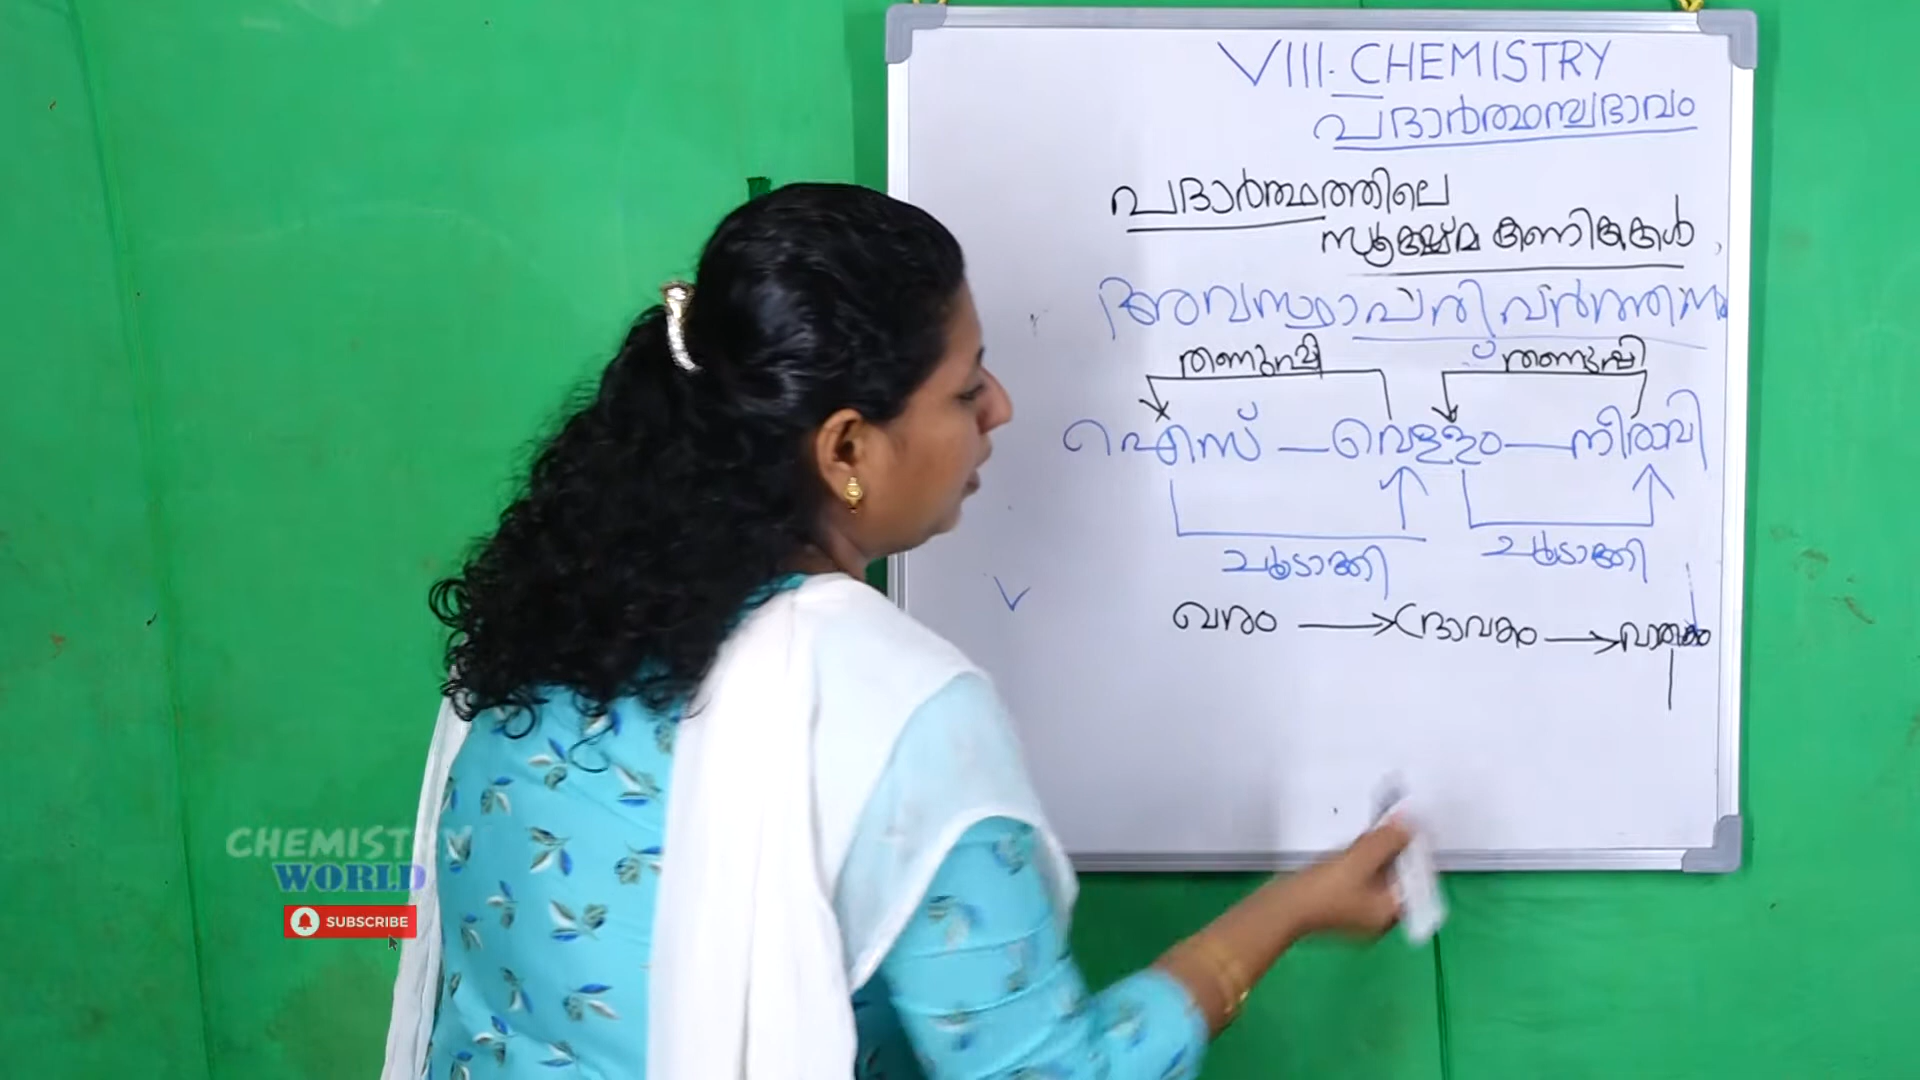 VIII. CHEMISTRY
പദാർത്ഥസ്വഭാവം
പദാർത്ഥത്തിലെ
സൂക്ഷ്മ കണികകൾ
അവസ്ഥാപരിവർത്തനം
തണുപ്പി തണുപ്പി
ഐസ് — വെള്ളം — നീരാവി
ചൂടാക്കി ചൂടാക്കി
ഖരം → ദ്രാവകം → വാതകം
CHEMISTRY
WORLD
SUBSCRIBE